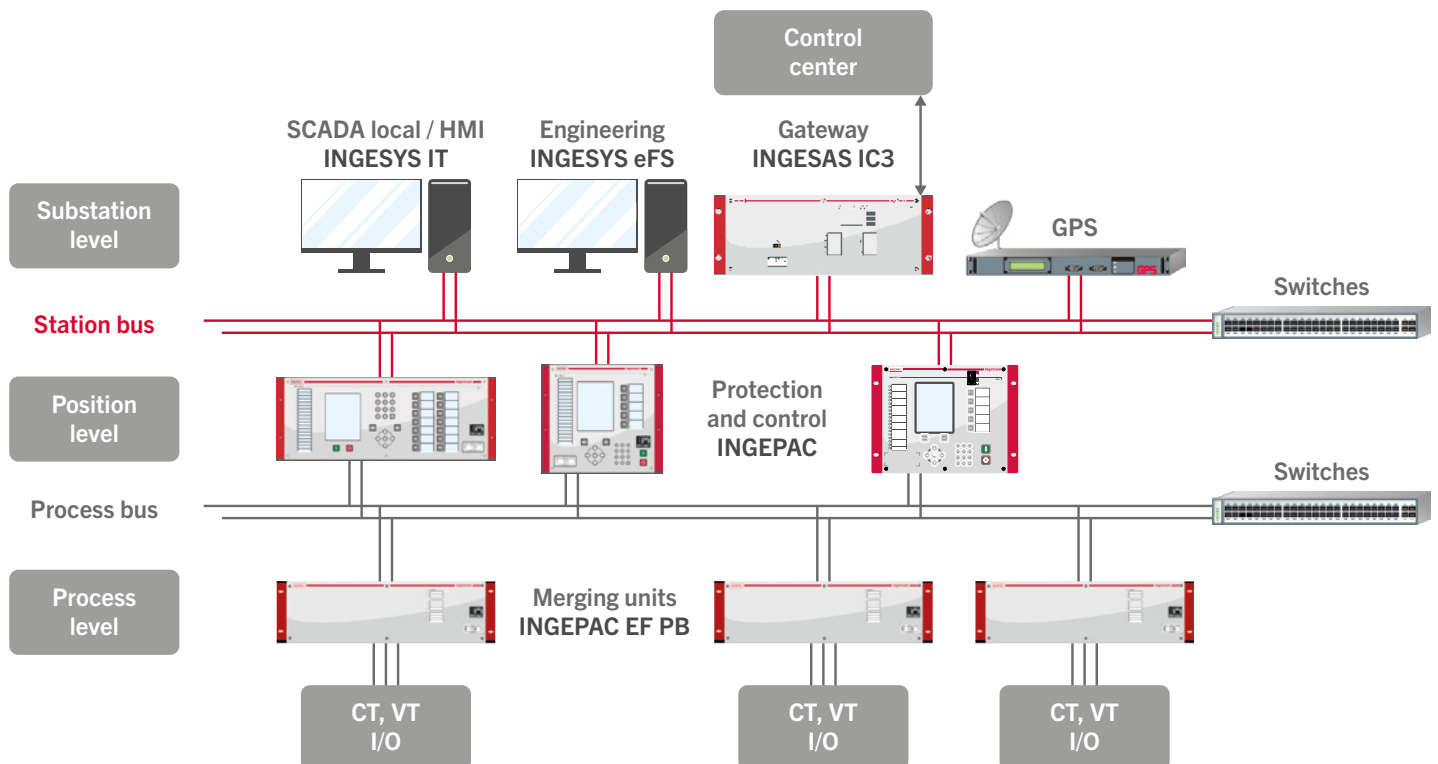 Control
center
SCADA local / HMI
INGESYS IT
Engineering
INGESYS eFS
Gateway
INGESAS IC3
Substation
level
GPS
GPS
Switches
Station bus
Position
level
Protection
and control
INGEPAC
Switches
Process bus
Process
level
Merging units
INGEPAC EF PB
CT, VT
I/O
CT, VT
I/O
CT, VT
I/O